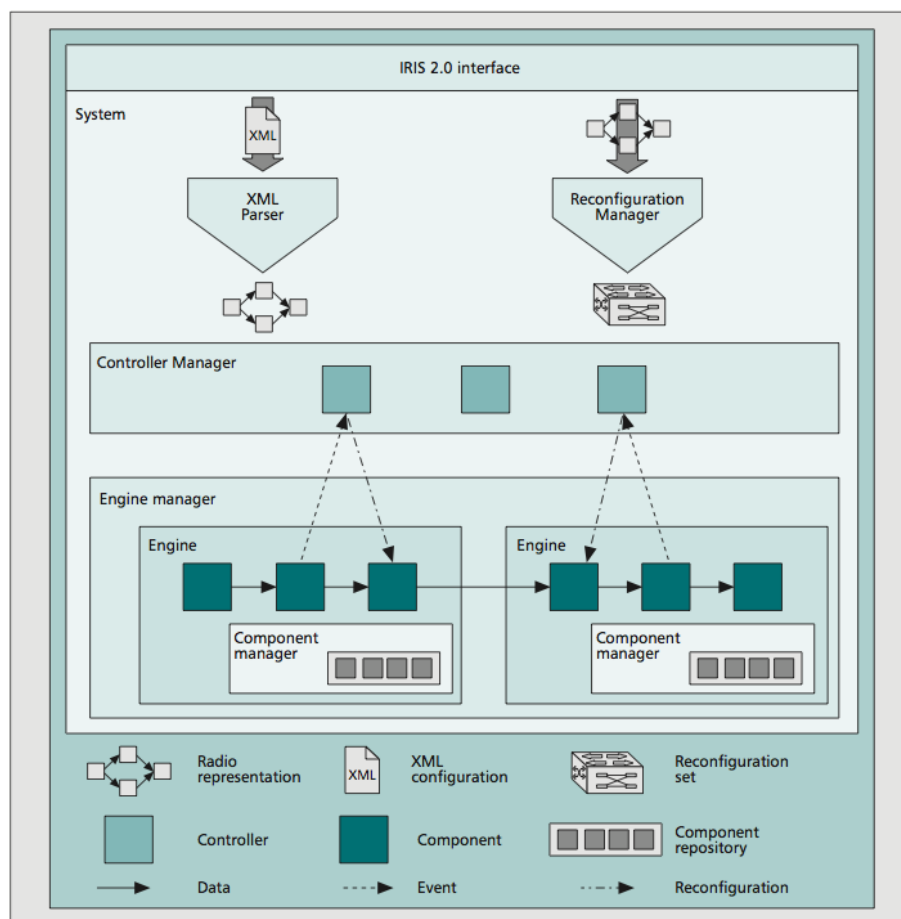 IRIS 2.0 interface
System
XML
XML
Parser
Reconfiguration
Manager
Controller Manager
Engine manager
Engine
Engine
Component
manager
Component
manager
Radio
representation
XML
XML
configuration
Reconfiguration
set
Controller
Component
Component
repository
Data
Event
Reconfiguration